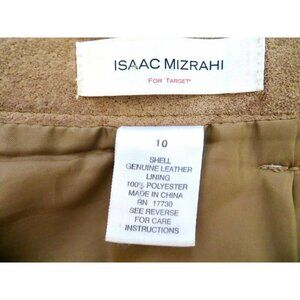 ISAAC MIZRAHI
FOR TARGET
10
SHELL
GENUINE LEATHER
LINING
100% POLYESTER
MADE IN CHINA
RN 17730
SEE REVERSE
FOR CARE
INSTRUCTIONS